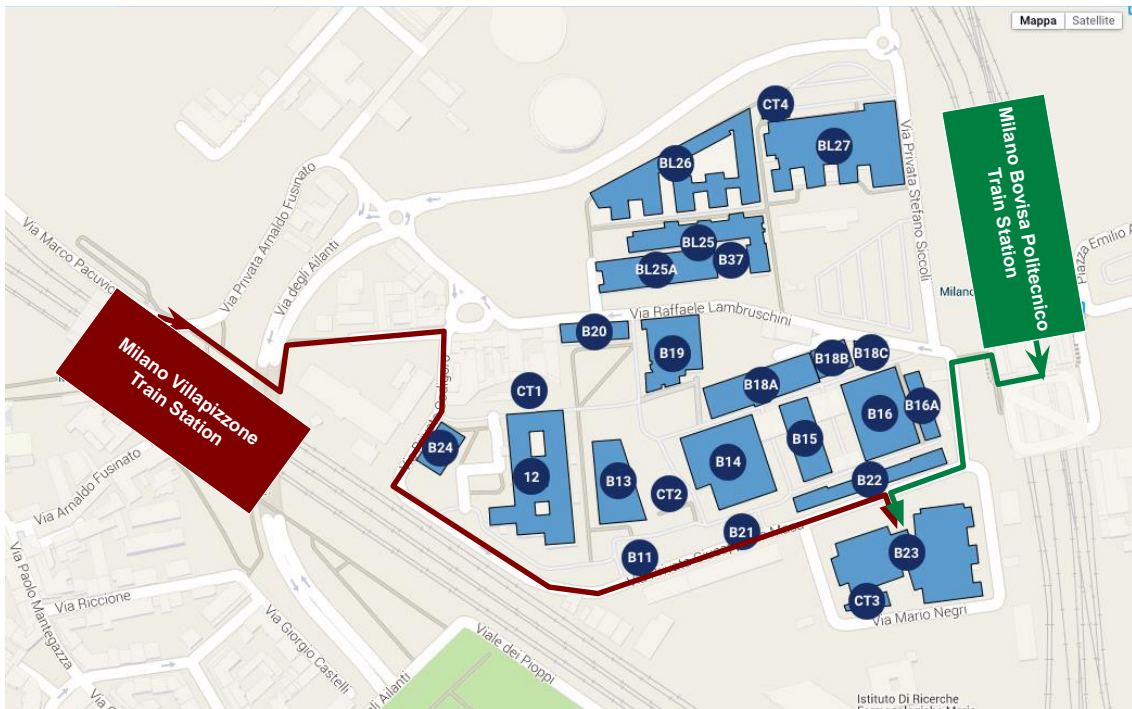 Mappa
Satellite
CT4
BL27
BL26
Via Privata Stefano Siccoli
Milano Bovisa Politecnico
Train Station
Via Privata Arnaldo Fusinato
Via Marco Pacuvio
Via degli Ailanti
BL25
B37
BL25A
Piazza Emilio A
Milano
Via Raffaele Lambruschini
B20
B19
B18B
B18C
B18A
B16
B16A
Milano Villapizzone
Train Station
CT1
B24
12
B13
CT2
B14
B15
B22
B21
B11
B23
CT3
Via Mario Negri
Via Arnaldo Fusinato
Via Paolo Mantegazza
Via Riccione
Via Giorgio Castelli
Viale dei Pioppi
Ailanti
Istituto Di Ricerche